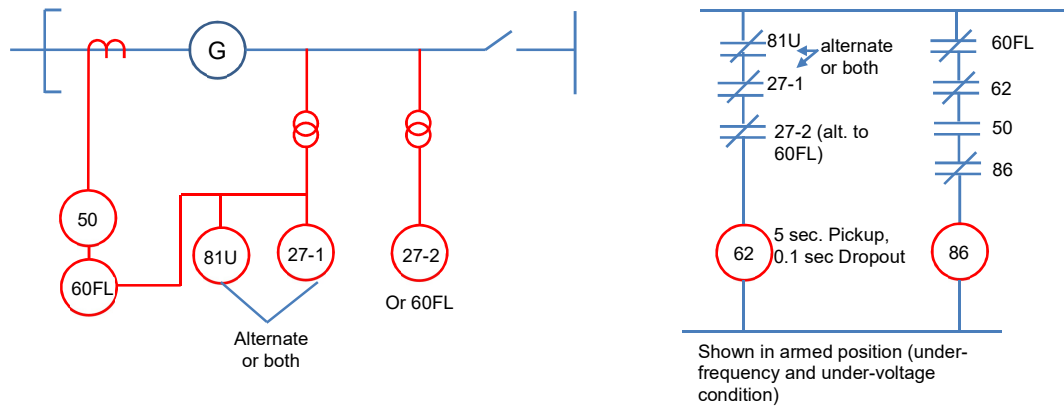 G
50
60FL
81U
27-1
27-2
Or 60FL
Alternate
or both
81U
alternate
or both
27-1
27-2 (alt. to
60FL)
62
5 sec. Pickup,
0.1 sec Dropout
60FL
62
50
86
86
Shown in armed position (under-
frequency and under-voltage
condition)